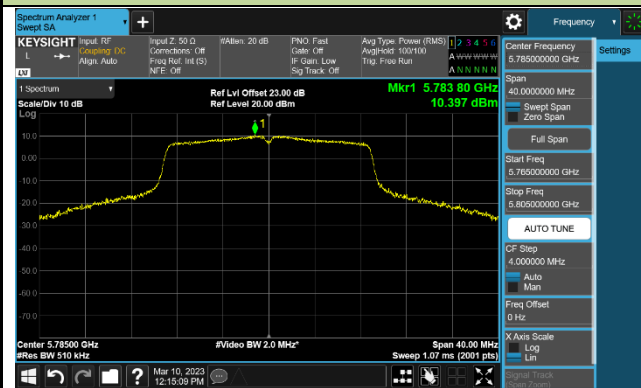 Spectrum Analyzer 1
Swept SA
Frequency
KEYSIGHT
Input: RF
Coupling: DC
Align: Auto
Input Z: 50 Ω
Corrections: Off
Freq Ref: Int (S)
NFE: Off
#Atten: 20 dB
PNO: Fast
Gate: Off
IF Gain: Low
Sig Track: Off
Avg Type: Power (RMS)
Avg|Hold: 100/100
Trig: Free Run
1 2 3 4 5 6
A W W W W W
A N N N N N
L
LXI
1 Spectrum
Scale/Div 10 dB
Log
Ref Lvl Offset 23.00 dB
Ref Level 20.00 dBm
Mkr1 5.783 80 GHz
10.397 dBm
1
10.0
0.00
-10.0
-20.0
-30.0
-40.0
-50.0
-60.0
-70.0
Center 5.78500 GHz
#Res BW 510 kHz
#Video BW 2.0 MHz*
Span 40.00 MHz
Sweep 1.07 ms (2001 pts)
Mar 10, 2023
12:15:09 PM
Center Frequency
5.785000000 GHz
Settings
Span
40.0000000 MHz
Swept Span
Zero Span
Full Span
Start Freq
5.765000000 GHz
Stop Freq
5.805000000 GHz
AUTO TUNE
CF Step
4.000000 MHz
Auto
Man
Freq Offset
0 Hz
X Axis Scale
Log
Lin
Signal Track
(Span Zoom)